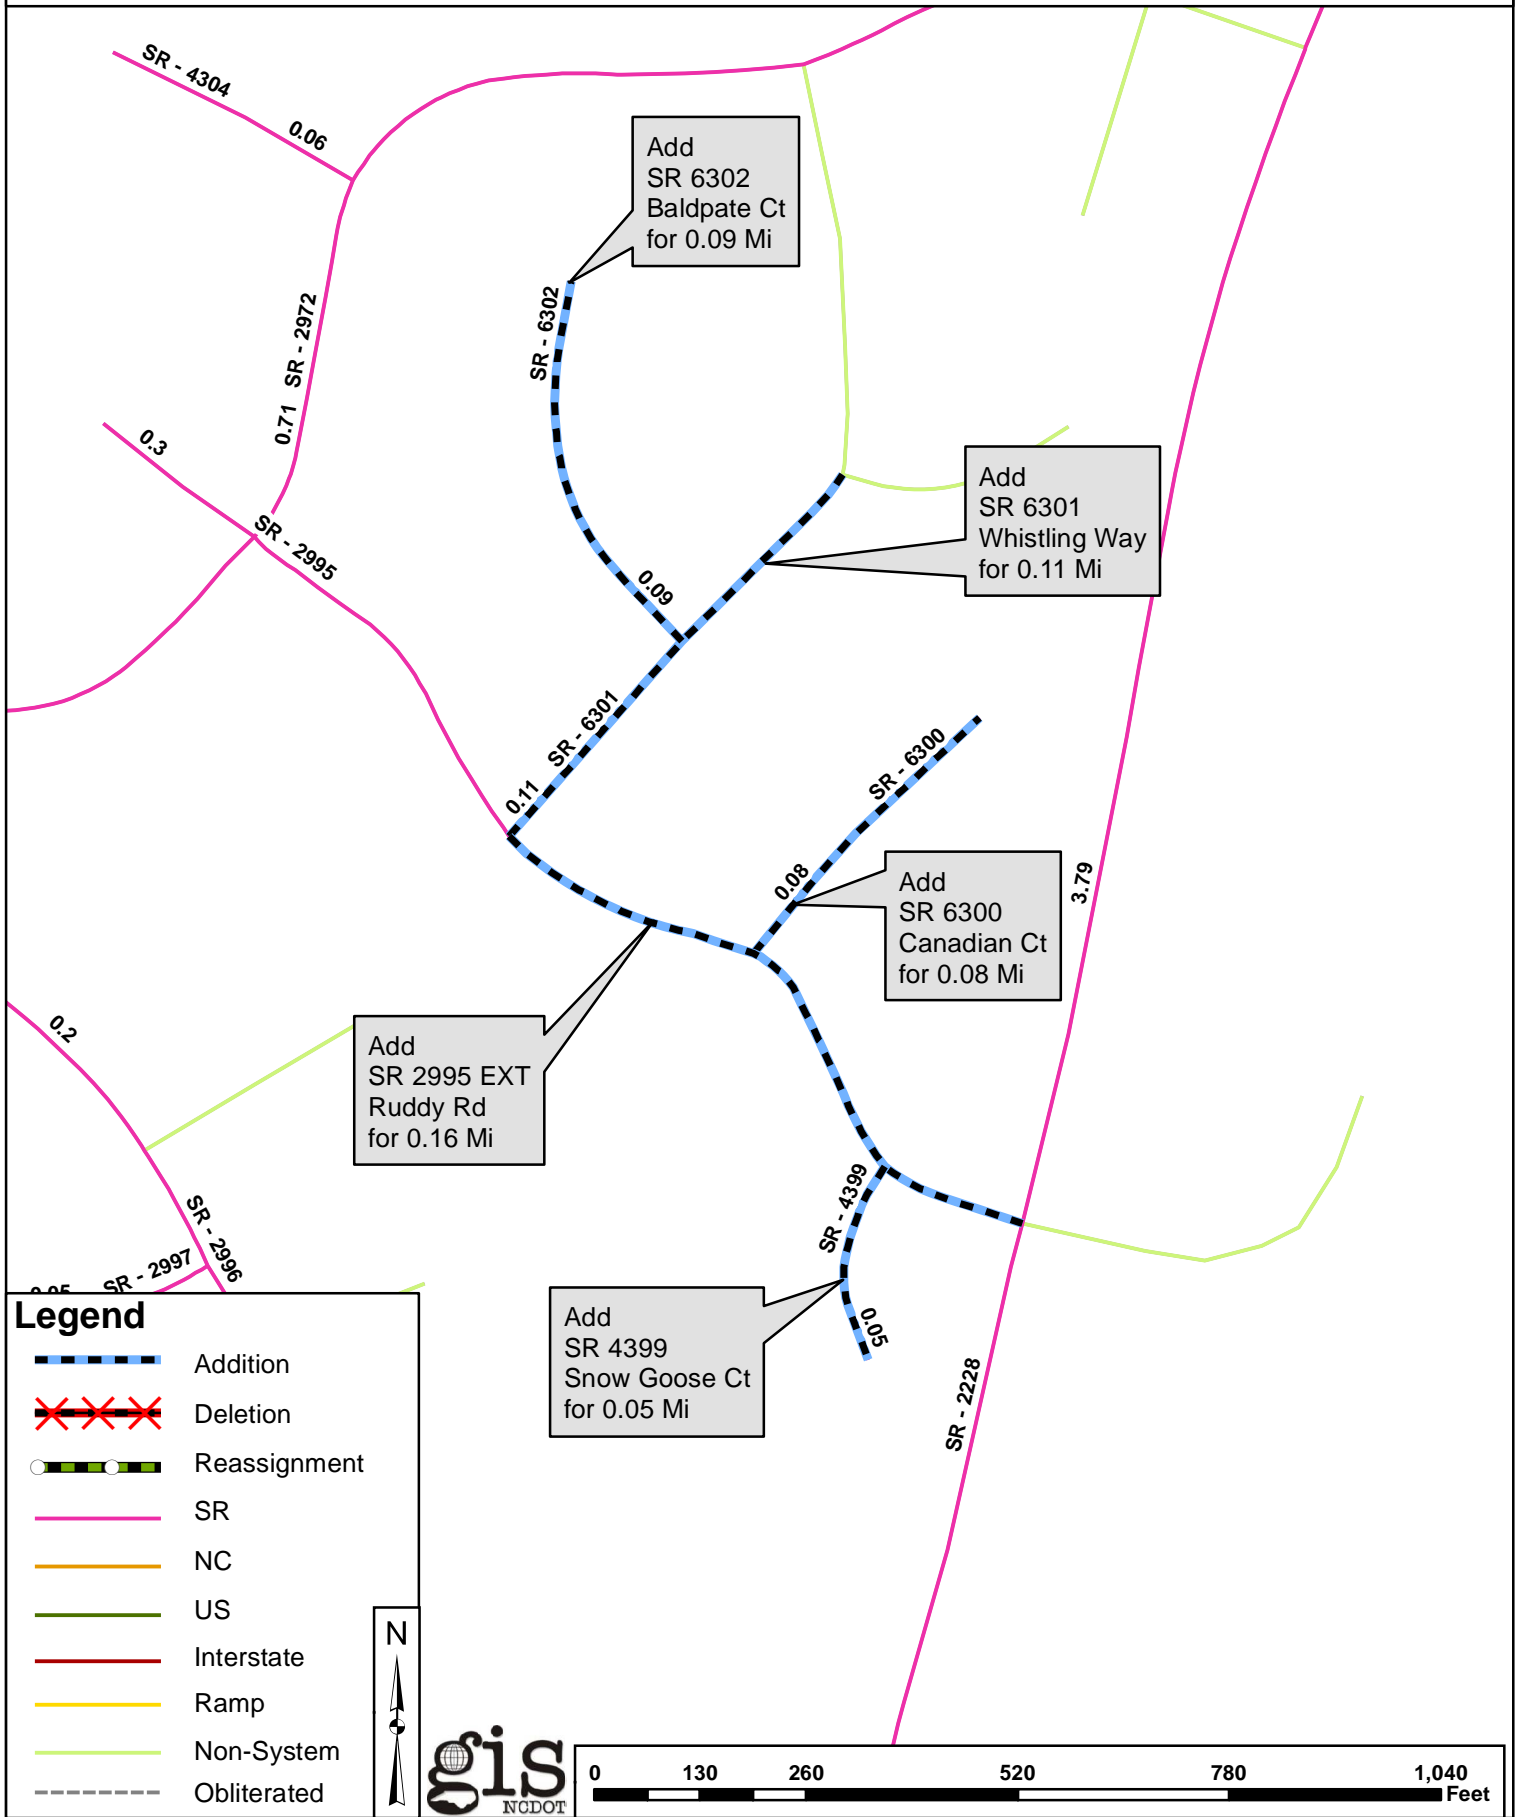 SR - 4304
0.06
Add
SR 6302
Baldpate Ct
for 0.09 Mi
SR - 6302
SR - 2972
0.71
0.3
SR - 2995
Add
SR 6301
Whistling Way
for 0.11 Mi
0.09
SR - 6301
0.11
SR - 6300
0.08
Add
SR 6300
Canadian Ct
for 0.08 Mi
3.79
0.2
Add
SR 2995 EXT
Ruddy Rd
for 0.16 Mi
SR - 4399
SR - 2996
SR - 2997
0.05
Add
SR 4399
Snow Goose Ct
for 0.05 Mi
0.05
SR - 2228
Legend
Addition
Deletion
Reassignment
SR
NC
US
Interstate
Ramp
Non-System
Obliterated
N
gis
NCDOT
0 130 260 520 780 1,040
Feet